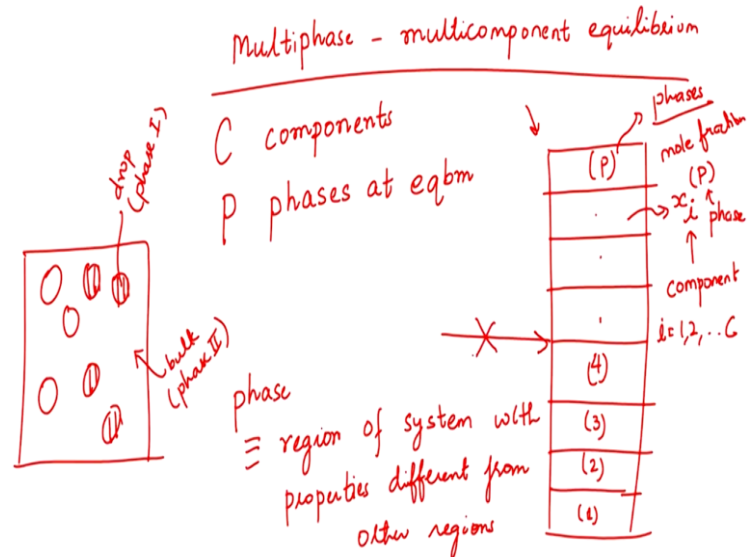 Multiphase - multicomponent equilibrium
C components
P phases at eqbm
drop
(phase I)
bulk
(phase II)
phase
≡ region of system with
properties different from
other regions
phases
mole fraction
(P)
(P)
x i
phase
component
i=1,2,..C
(4)
(3)
(2)
(1)